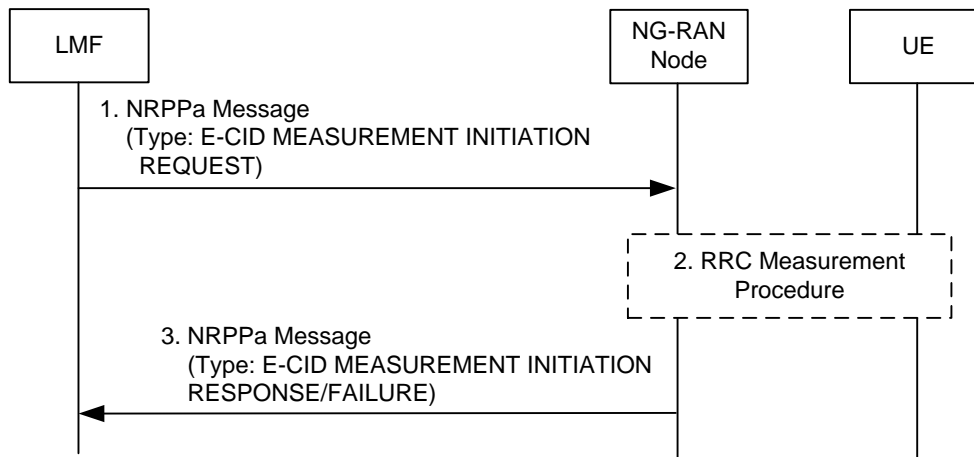 LMF
NG-RAN
Node
UE
1. NRPPa Message
(Type: E-CID MEASUREMENT INITIATION
REQUEST)
2. RRC Measurement
Procedure
3. NRPPa Message
(Type: E-CID MEASUREMENT INITIATION
RESPONSE/FAILURE)